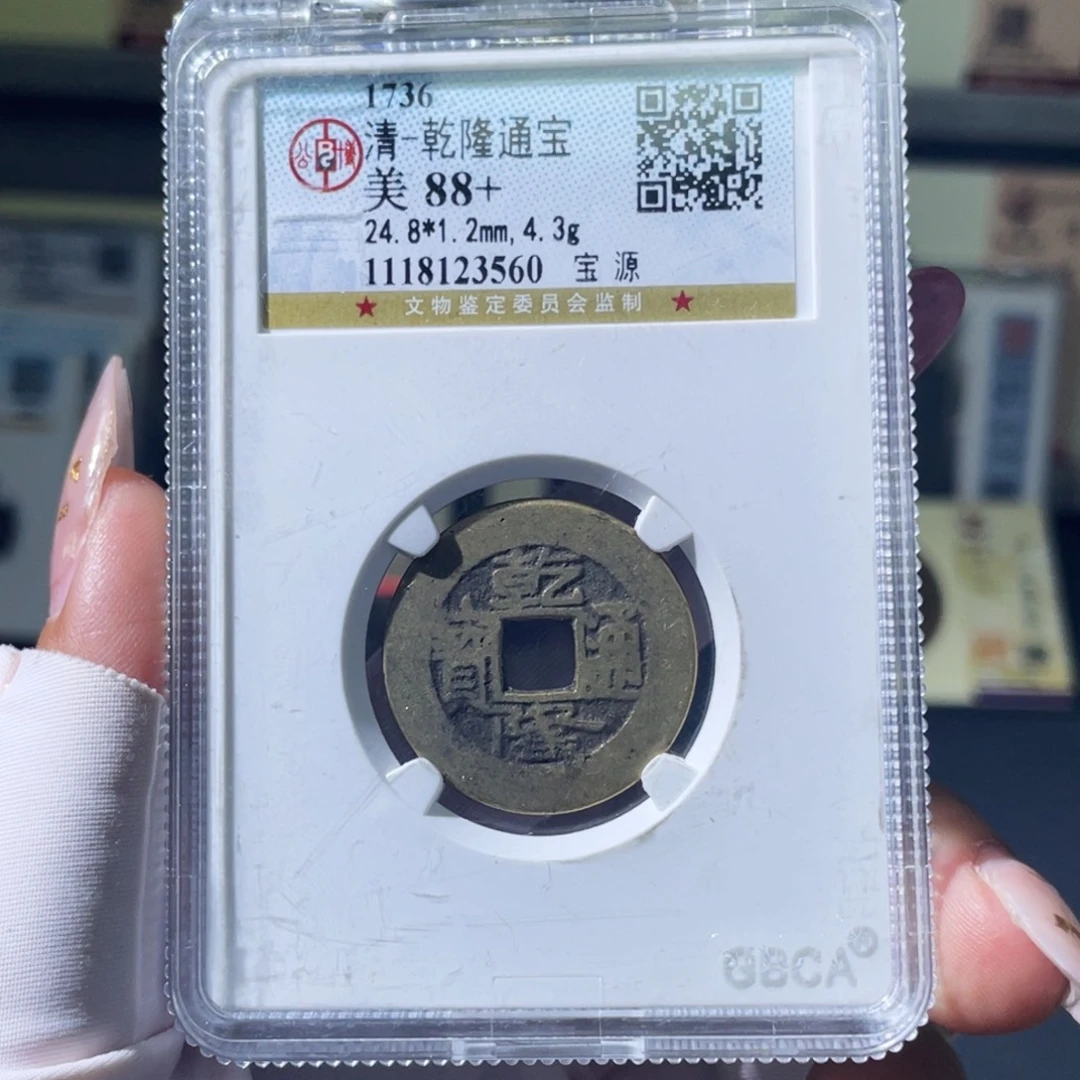 1736
清-乾隆通宝
美 88+
24.8*1.2mm, 4.3g
1118123560 宝源
★ 文物鉴定委员会监制 ★
乾
寳 通
隆
GBCA®